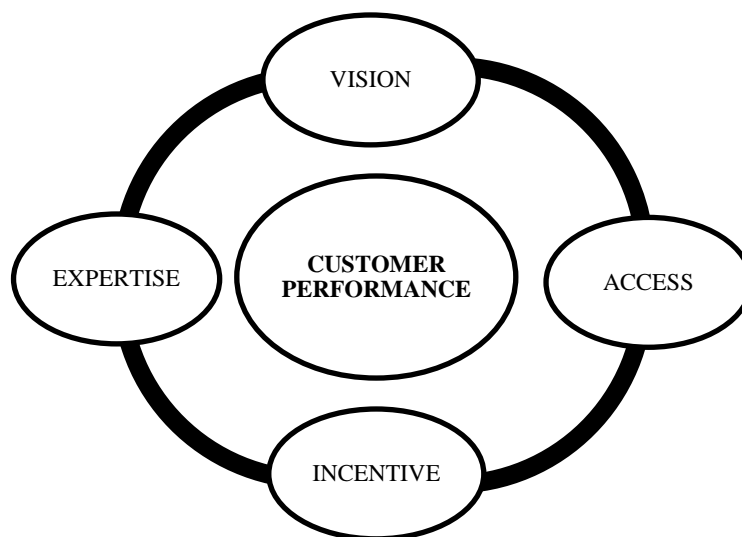 VISION
EXPERTISE
CUSTOMER
PERFORMANCE
ACCESS
INCENTIVE